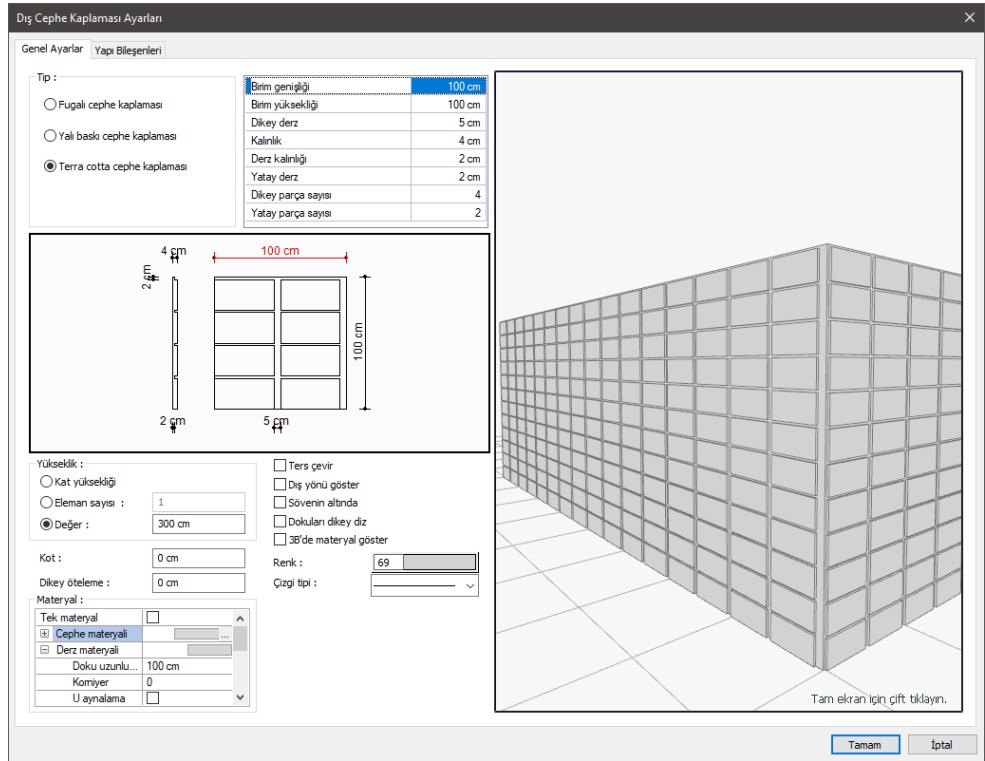 Dış Cephe Kaplaması Ayarları
Genel Ayarlar Yapı Bileşenleri
Tip :
Fugalı cephe kaplaması
Yalı baskı cephe kaplaması
Terra cotta cephe kaplaması
Birim genişliği 100 cm
Birim yüksekliği 100 cm
Dikey derz 5 cm
Kalınlık 4 cm
Derz kalınlığı 2 cm
Yatay derz 2 cm
Dikey parça sayısı 4
Yatay parça sayısı 2
4 cm 100 cm
2 cm
100 cm
2 cm 5 cm
Yükseklik :
Kat yüksekliği
Eleman sayısı : 1
Değer : 300 cm
Kot : 0 cm
Dikey öteleme : 0 cm
Ters çevir
Dış yönü göster
Sövenin altında
Dokuları dikey diz
3B'de materyal göster
Renk : 69
Çizgi tipi :
Materyal :
Tek materyal
Cephe materyali ...
Derz materyali
Doku uzunlu... 100 cm
Korniyer 0
U aynalama
Tam ekran için çift tıklayın.
Tamam İptal